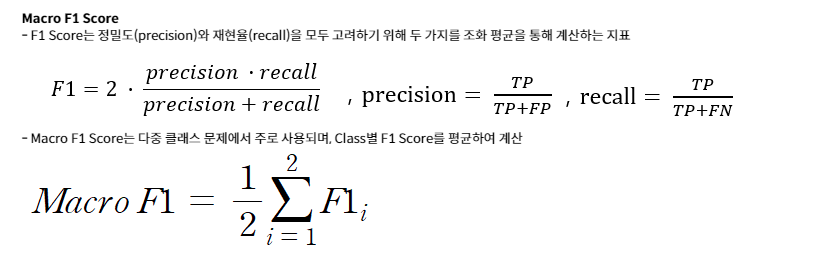 Macro F1 Score
- F1 Score는 정밀도(precision)와 재현율(recall)을 모두 고려하기 위해 두 가지를 조화 평균을 통해 계산하는 지표
F1 = 2 · \frac{precision · recall}{precision + recall} , precision = \frac{TP}{TP+FP} , recall = \frac{TP}{TP+FN}
- Macro F1 Score는 다중 클래스 문제에서 주로 사용되며, Class별 F1 Score를 평균하여 계산
Macro F1 = \frac{1}{2} \sum_{i=1}^{2} F1_i